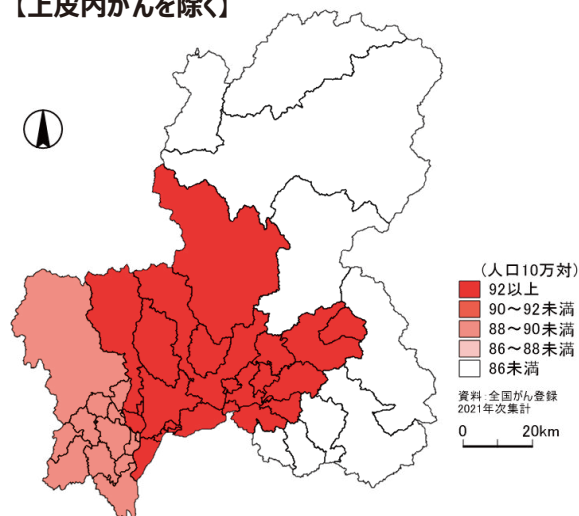 【上皮内がんを除く】
(人口10万対)
92以上
90～92未満
88～90未満
86～88未満
86未満
資料:全国がん登録
2021年次集計
0 20km